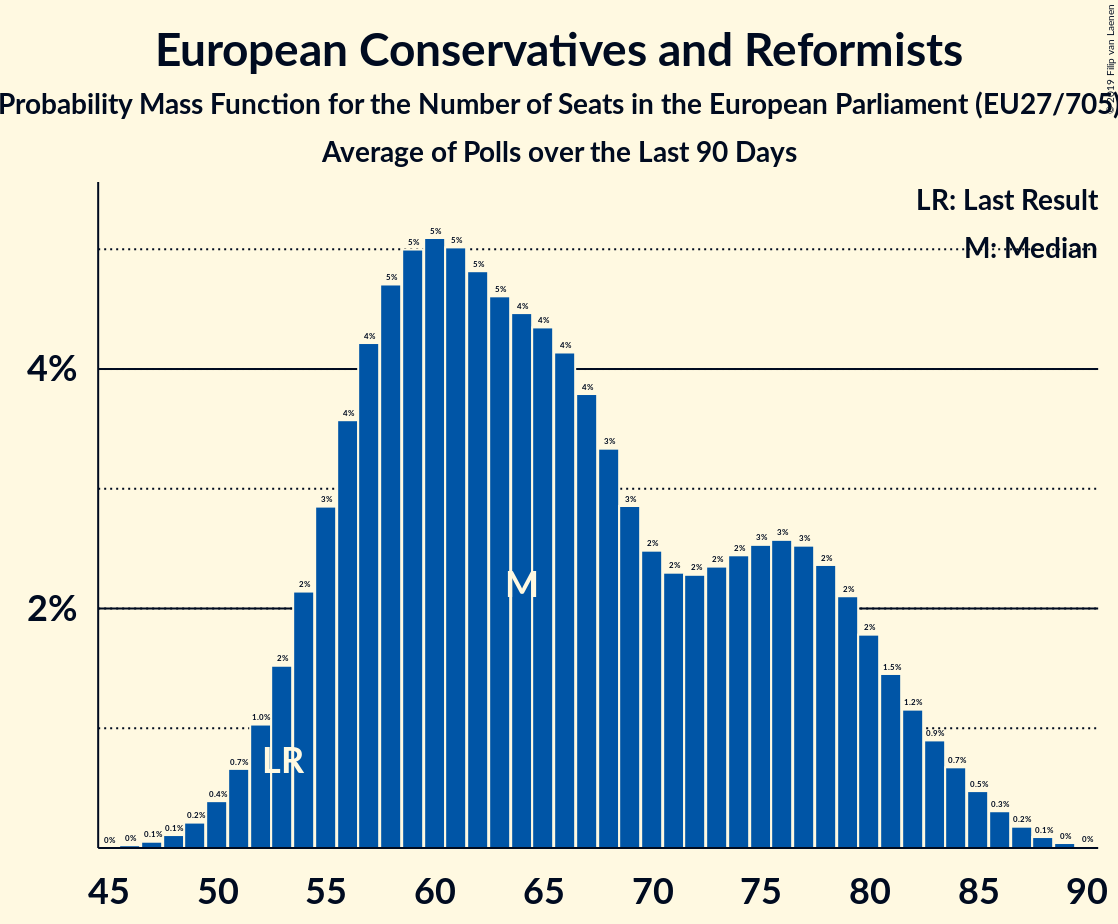 European Conservatives and Reformists
Probability Mass Function for the Number of Seats in the European Parliament (EU27/705)
Average of Polls over the Last 90 Days
© 2019 Filip van Laenen
LR: Last Result
M: Median
4%
2%
0% 0% 0.1% 0.1% 0.2% 0.4% 0.7% 1.0% 2% 2% 3% 4% 4% 5% 5% 5% 5% 5% 5% 4% 4% 4% 4% 3% 3% 2% 2% 2% 2% 2% 3% 3% 3% 2% 2% 2% 1.5% 1.2% 0.9% 0.7% 0.5% 0.3% 0.2% 0.1% 0% 0%
M
LR
45 50 55 60 65 70 75 80 85 90